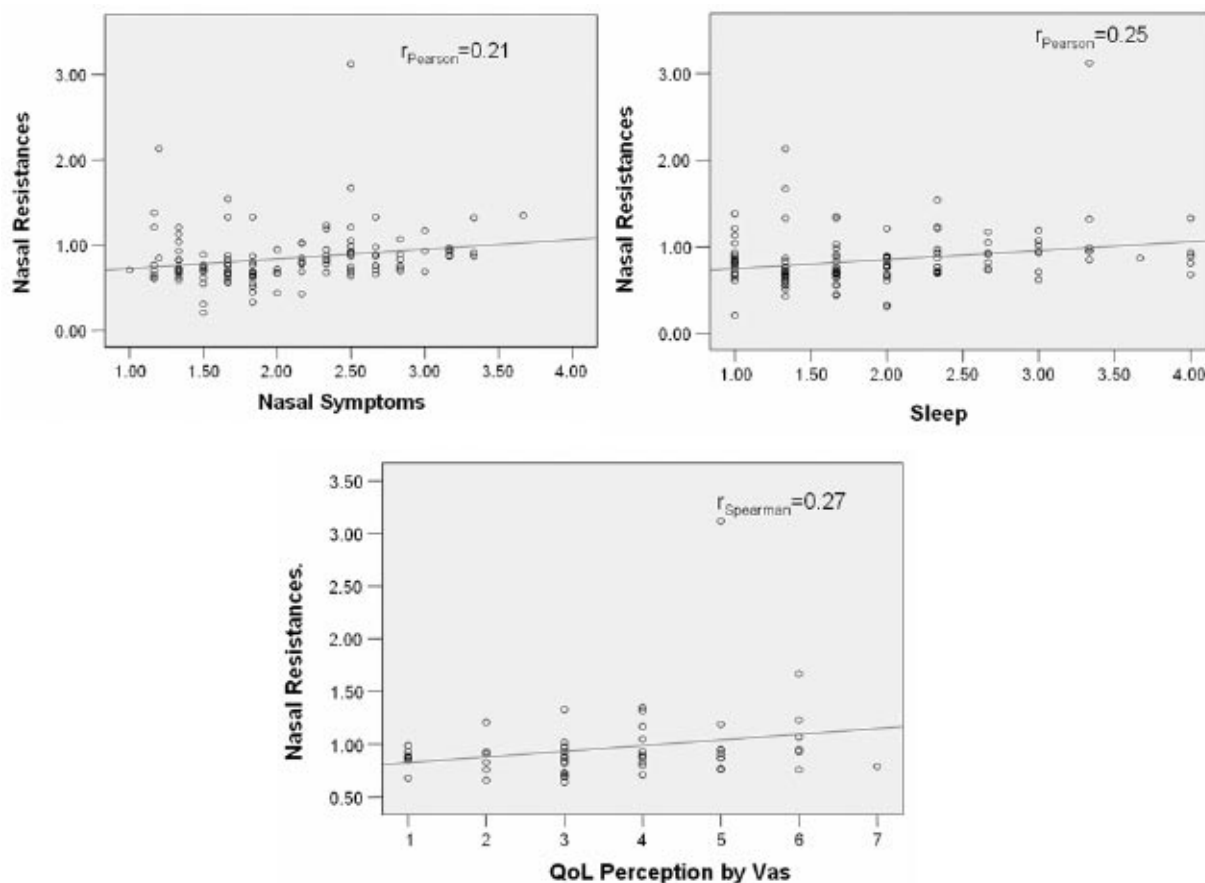 r Pearson=0.21
Nasal Resistances
3.00
2.00
1.00
0.00
1.00 1.50 2.00 2.50 3.00 3.50 4.00
Nasal Symptoms
r Pearson=0.25
Nasal Resistances
3.00
2.00
1.00
0.00
1.00 1.50 2.00 2.50 3.00 3.50 4.00
Sleep
r Spearman=0.27
Nasal Resistances.
3.50
3.00
2.50
2.00
1.50
1.00
0.50
1 2 3 4 5 6 7
QoL Perception by Vas